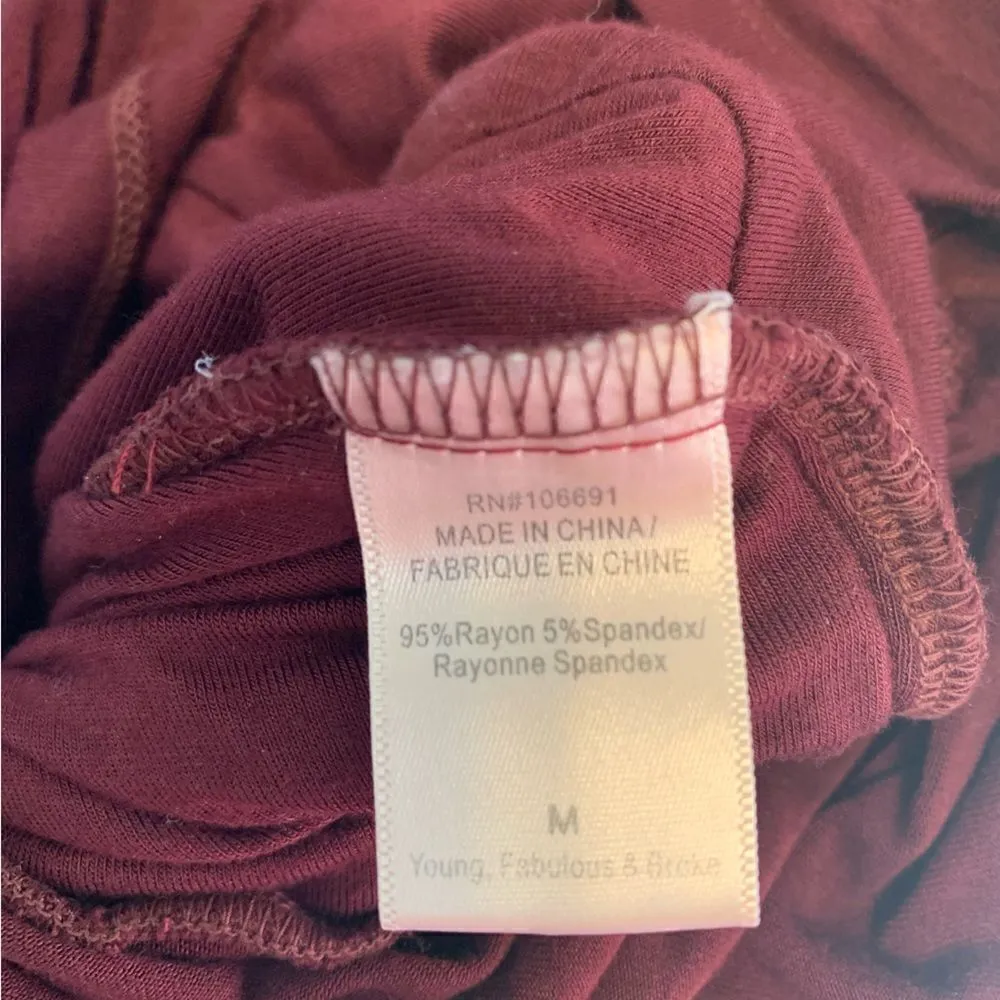 RN#106691
MADE IN CHINA/
FABRIQUE EN CHINE
95%Rayon 5%Spandex/
Rayonne Spandex
M
Young, Fabulous & Broke